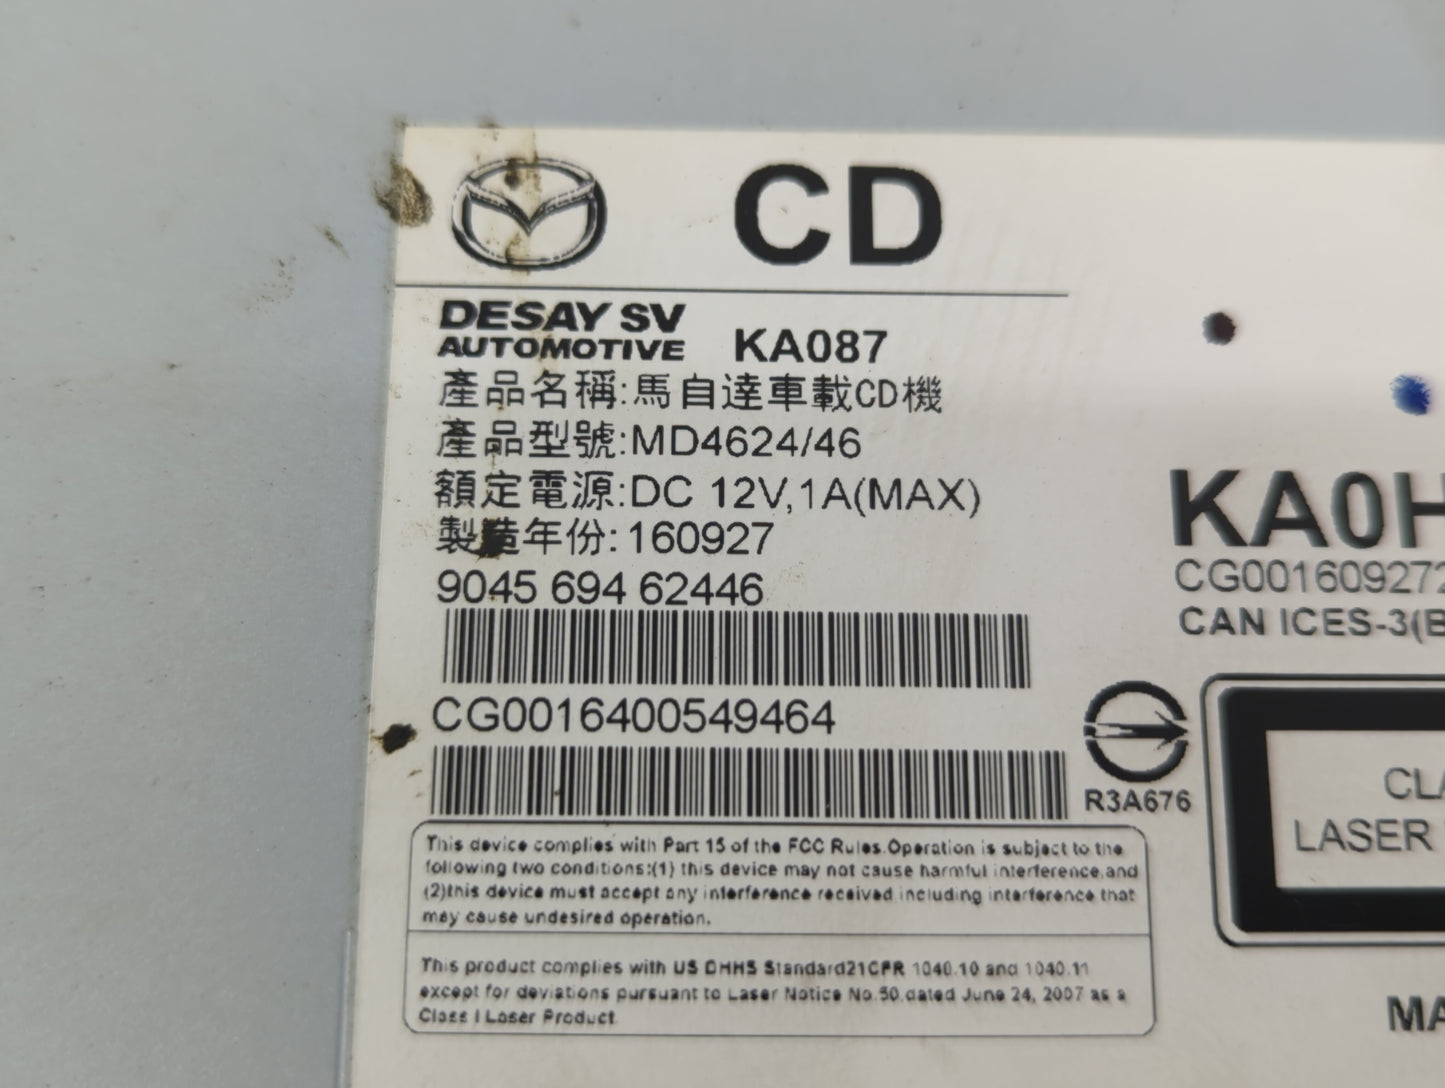 CD
DESAY SV
AUTOMOTIVE KA087
產品名稱:馬自達車載CD機
產品型號:MD4624/46
額定電源:DC 12V,1A(MAX)
製造年份:160927
9045 694 62446
CG0016400549464
R3A676
This device complies with Part 15 of the FCC Rules.Operation is subject to the
following two conditions:(1) this device may not cause harmful interference,and
(2)this device must accept any interference received,including interference that
may cause undesired operation.
This product complies with US DHHS Standard21CFR 1040.10 and 1040.11
except for deviations pursuant to Laser Notice No.50,dated June 24, 2007 as a
Class I Laser Product.
KA0H
CG001609272
CAN ICES-3(B
CLA
LASER
MA